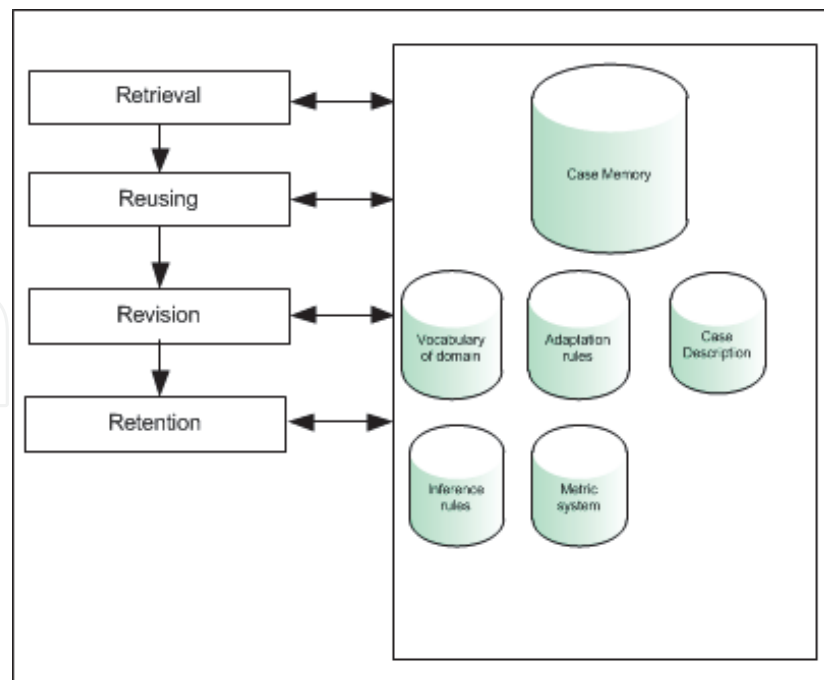 Retrieval
Reusing
Revision
Retention
Case Memory
Vocabulary
of domain
Adaptation
rules
Case
Description
Inference
rules
Metric
system